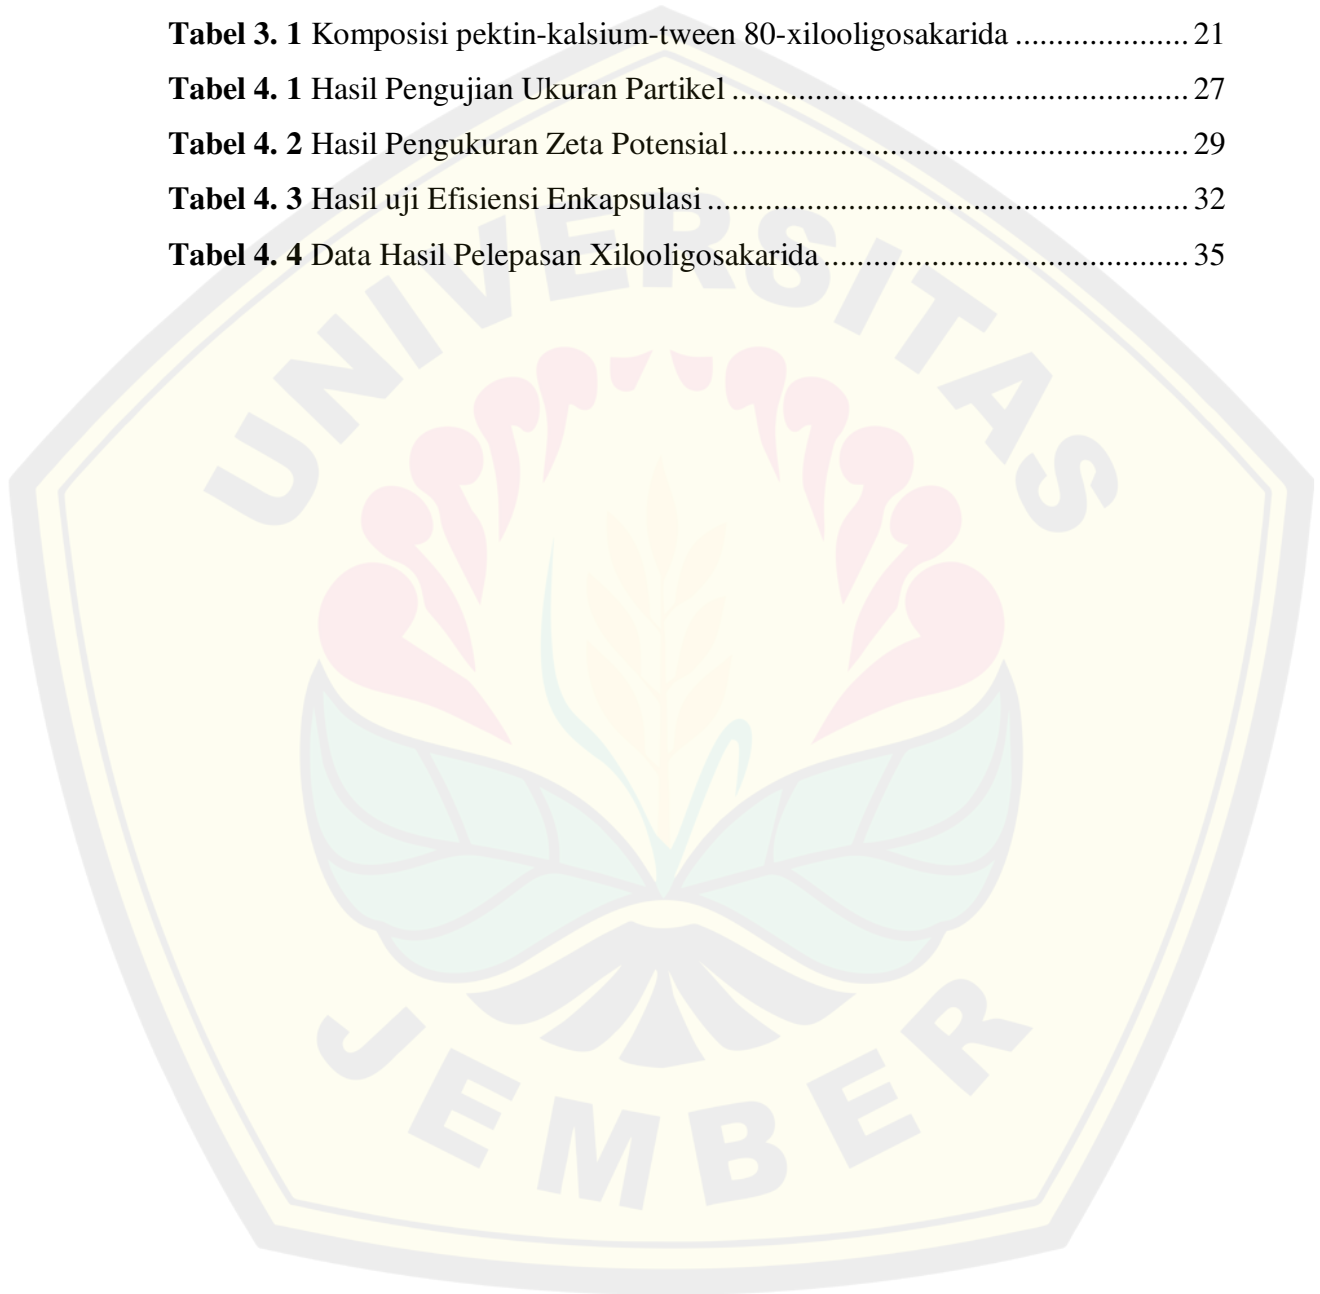 Tabel 3. 1 Komposisi pektin-kalsium-tween 80-xilooligosakarida ...................... 21
Tabel 4. 1 Hasil Pengujian Ukuran Partikel .......................................................... 27
Tabel 4. 2 Hasil Pengukuran Zeta Potensial .......................................................... 29
Tabel 4. 3 Hasil uji Efisiensi Enkapsulasi ............................................................. 32
Tabel 4. 4 Data Hasil Pelepasan Xilooligosakarida .............................................. 35
UNIVERSITAS
JEMBER